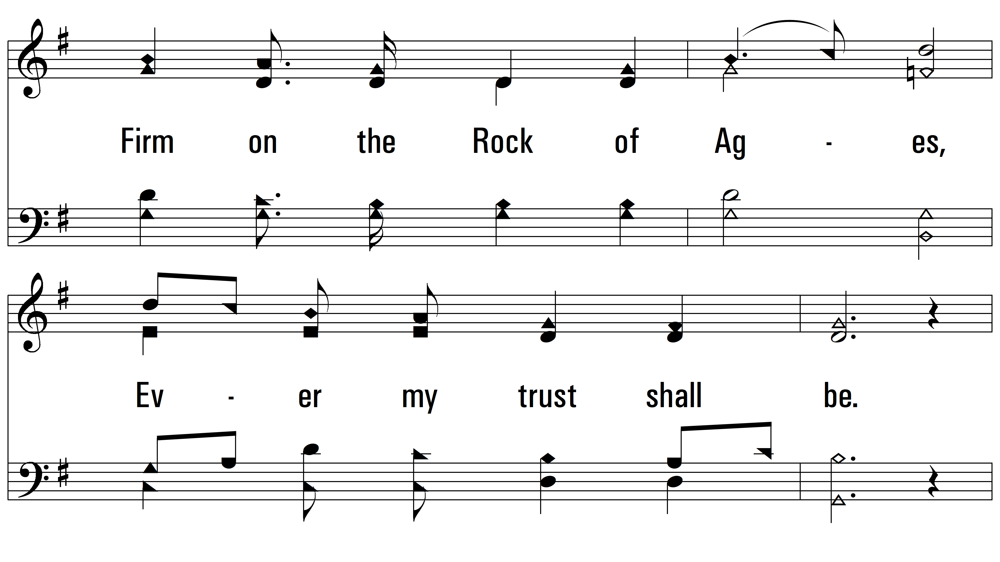 Firm on the Rock of Ag - es,
Ev - er my trust shall be.